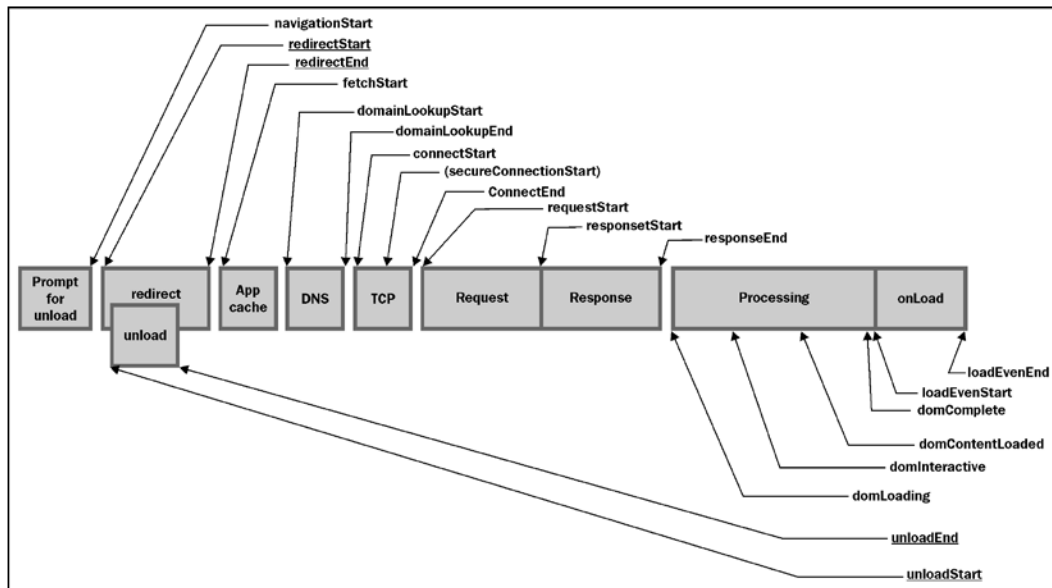 navigationStart
redirectStart
redirectEnd
fetchStart
domainLookupStart
domainLookupEnd
connectStart
(secureConnectionStart)
ConnectEnd
requestStart
responsetStart
responseEnd
Prompt
for
unload
redirect
unload
App
cache
DNS
TCP
Request
Response
Processing
onLoad
loadEvenEnd
loadEvenStart
domComplete
domContentLoaded
domInteractive
domLoading
unloadEnd
unloadStart